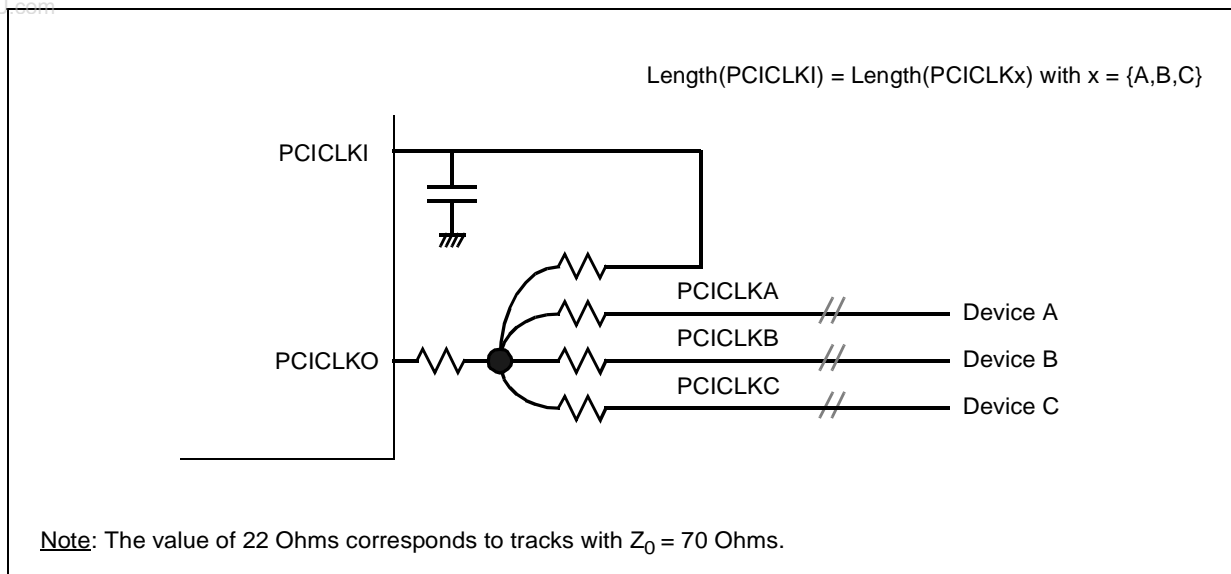 Length(PCICLKI) = Length(PCICLKx) with x = {A,B,C}
PCICLKI
PCICLKA
Device A
PCICLKB
PCICLKO
Device B
PCICLKC
Device C
Note: The value of 22 Ohms corresponds to tracks with Z0 = 70 Ohms.